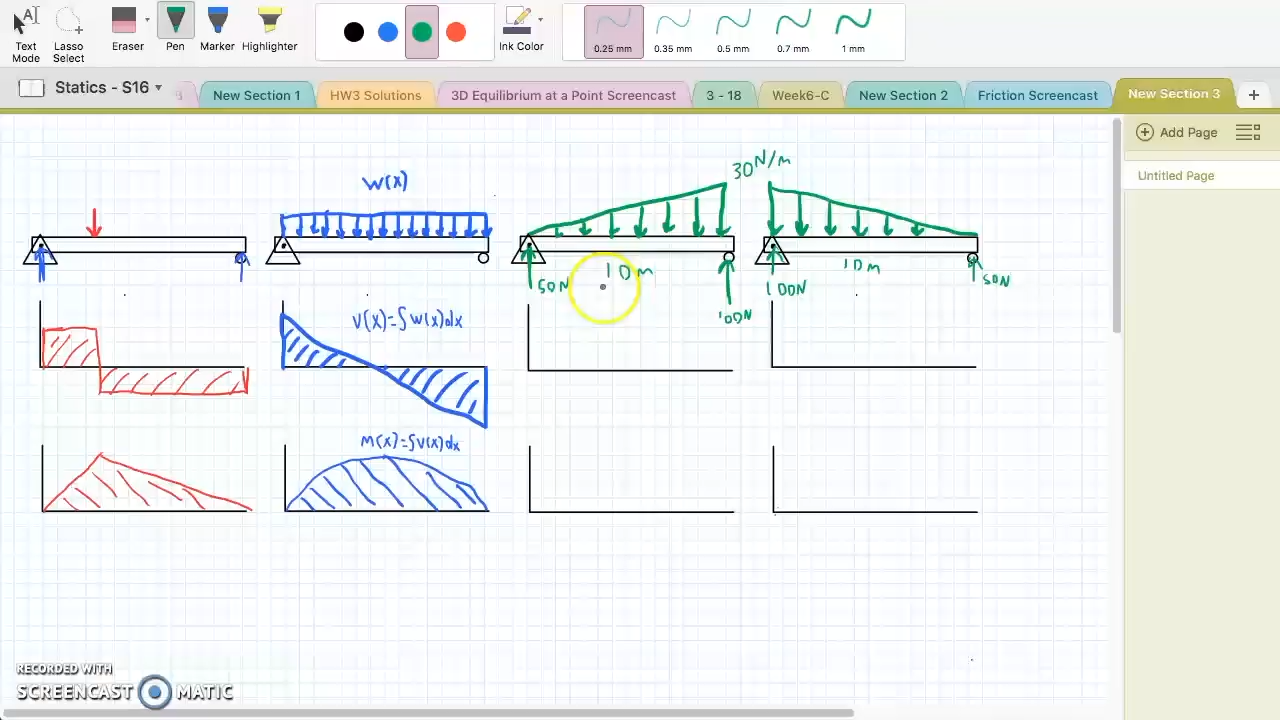 Text Mode
Lasso Select
Eraser
Pen
Marker
Highlighter
Ink Color
0.25 mm
0.35 mm
0.5 mm
0.7 mm
1 mm
Statics - S16
8
New Section 1
HW3 Solutions
3D Equilibrium at a Point Screencast
3 - 18
Week6-C
New Section 2
Friction Screencast
New Section 3
+
Add Page
Untitled Page
W(x)
30 N/m
10m
50N
100N
10m
100N
50N
V(x)=∫w(x)dx
M(x)=∫V(x)dx
RECORDED WITH
SCREENCAST MATIC